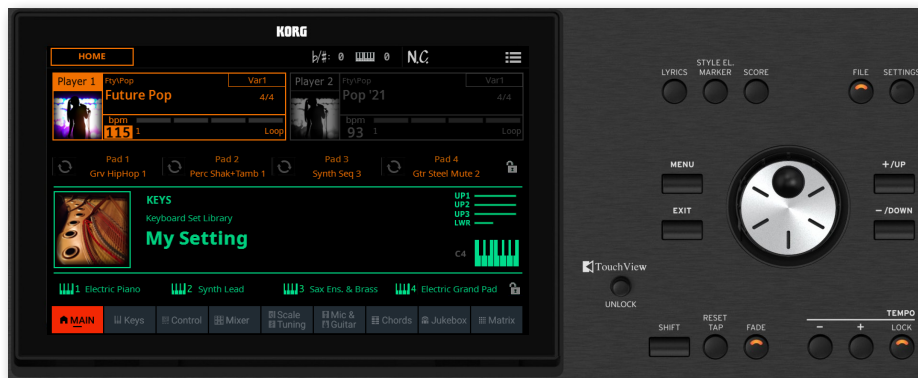 KORG
HOME
♭/#: 0 0 N.C.
Player 1 Fty\Pop Var1
Future Pop 4/4
bpm
115 1 Loop
Player 2 Fty\Pop Var1
Pop '21 4/4
bpm
93 1 Loop
Pad 1 Pad 2 Pad 3 Pad 4
Grv HipHop 1 Perc Shak+Tamb 1 Synth Seq 3 Gtr Steel Mute 2
KEYS
Keyboard Set Library
My Setting
UP1
UP2
UP3
LWR
C4
1 Electric Piano 2 Synth Lead 3 Sax Ens. & Brass 4 Electric Grand Pad
MAIN Keys Control Mixer Scale Tuning Mic & Guitar Chords Jukebox Matrix
LYRICS STYLE EL. MARKER SCORE FILE SETTINGS
MENU +/UP
EXIT -/DOWN
TouchView
UNLOCK
TEMPO
SHIFT RESET TAP FADE - + LOCK